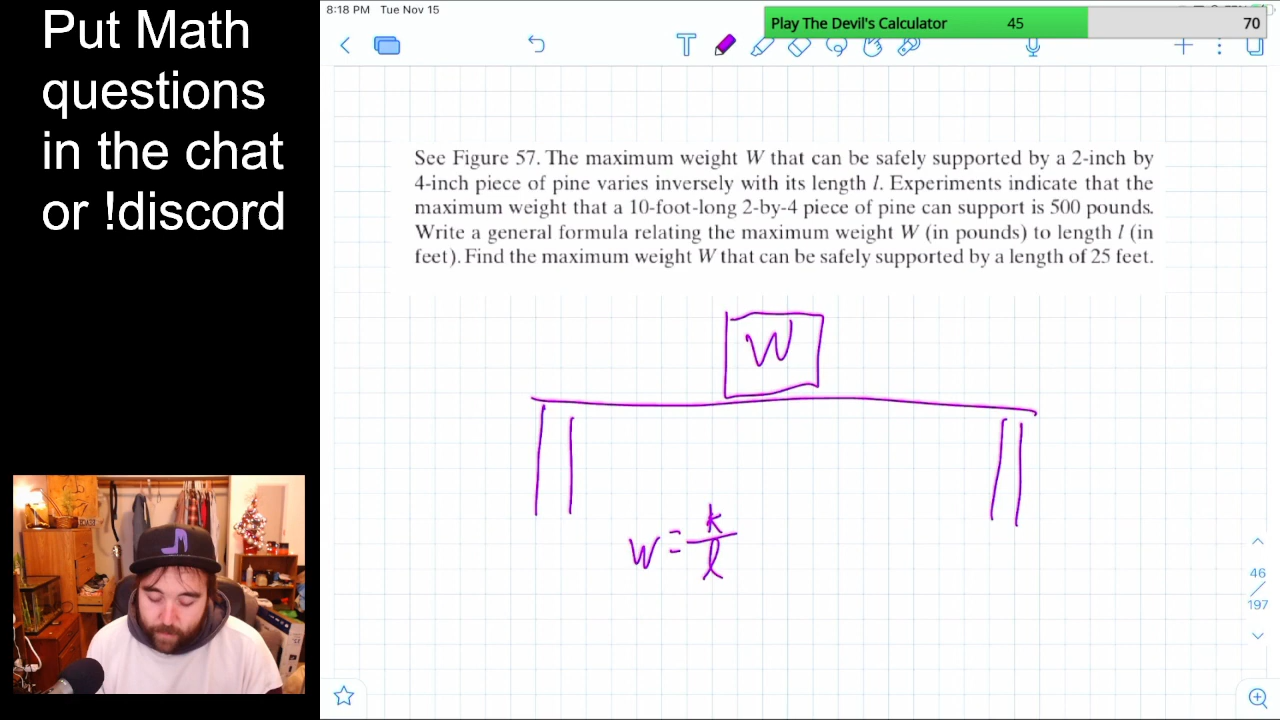 Put Math
questions
in the chat
or !discord
8:18 PM Tue Nov 15
Play The Devil's Calculator 45 70
T
See Figure 57. The maximum weight W that can be safely supported by a 2-inch by
4-inch piece of pine varies inversely with its length l. Experiments indicate that the
maximum weight that a 10-foot-long 2-by-4 piece of pine can support is 500 pounds.
Write a general formula relating the maximum weight W (in pounds) to length l (in
feet). Find the maximum weight W that can be safely supported by a length of 25 feet.
W
W = k
l
46
197